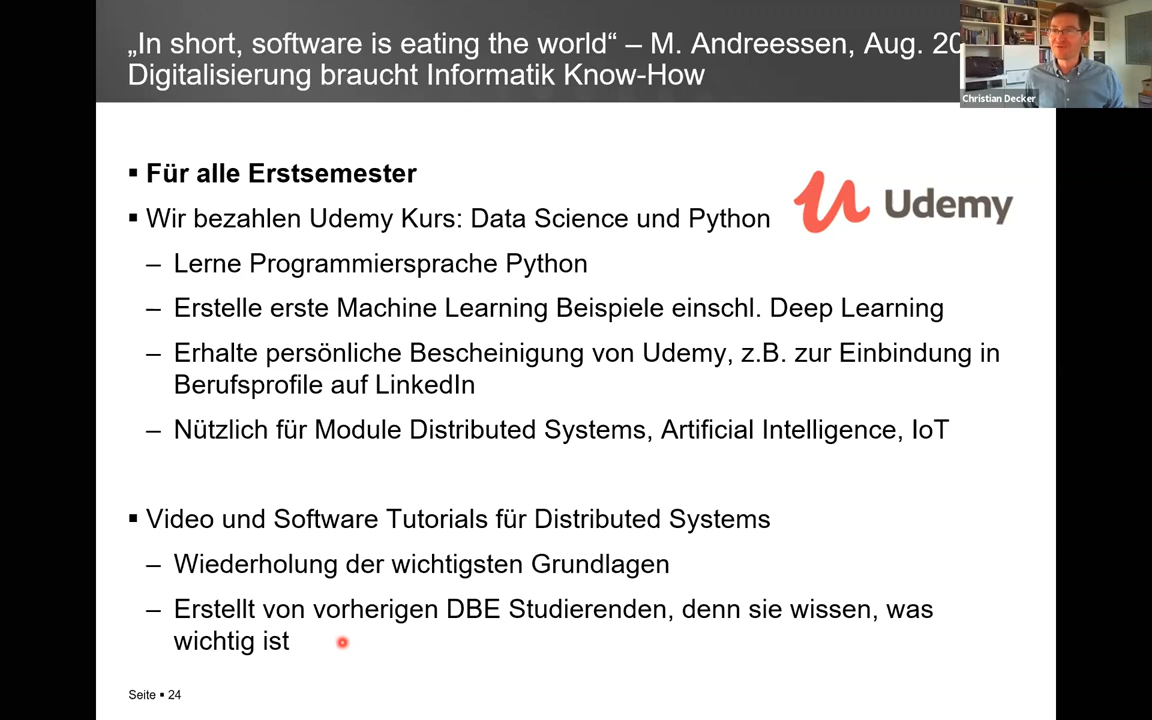 „In short, software is eating the world“ – M. Andreessen, Aug. 20
Digitalisierung braucht Informatik Know-How
Christian Decker
▪ Für alle Erstsemester
▪ Wir bezahlen Udemy Kurs: Data Science und Python
Udemy
– Lerne Programmiersprache Python
– Erstelle erste Machine Learning Beispiele einschl. Deep Learning
– Erhalte persönliche Bescheinigung von Udemy, z.B. zur Einbindung in
Berufsprofile auf LinkedIn
– Nützlich für Module Distributed Systems, Artificial Intelligence, IoT
▪ Video und Software Tutorials für Distributed Systems
– Wiederholung der wichtigsten Grundlagen
– Erstellt von vorherigen DBE Studierenden, denn sie wissen, was
wichtig ist
Seite ▪ 24